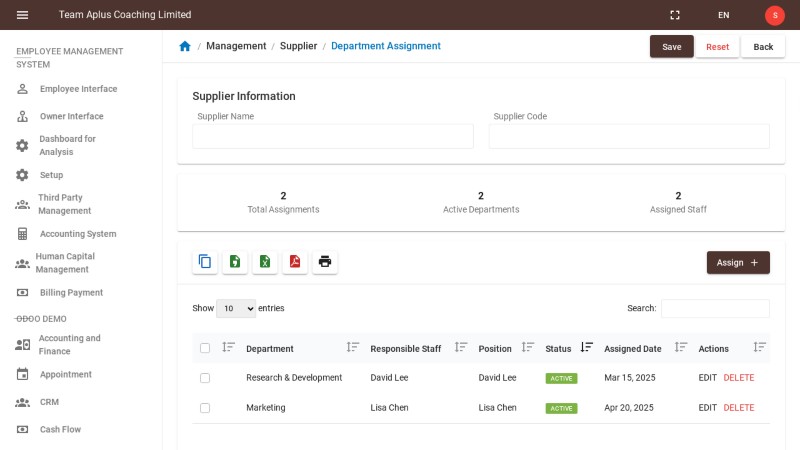 Team Aplus Coaching Limited
EN
S
EMPLOYEE MANAGEMENT
SYSTEM
Employee Interface
Owner Interface
Dashboard for
Analysis
Setup
Third Party
Management
Accounting System
Human Capital
Management
Billing Payment
ODOO DEMO
Accounting and
Finance
Appointment
CRM
Cash Flow
/ Management / Supplier / Department Assignment
Save
Reset
Back
Supplier Information
Supplier Name
Supplier Code
2
Total Assignments
2
Active Departments
2
Assigned Staff
Assign +
Show 10 entries
Search:
Department Responsible Staff Position Status Assigned Date Actions
Research & Development David Lee David Lee ACTIVE Mar 15, 2025 EDIT DELETE
Marketing Lisa Chen Lisa Chen ACTIVE Apr 20, 2025 EDIT DELETE